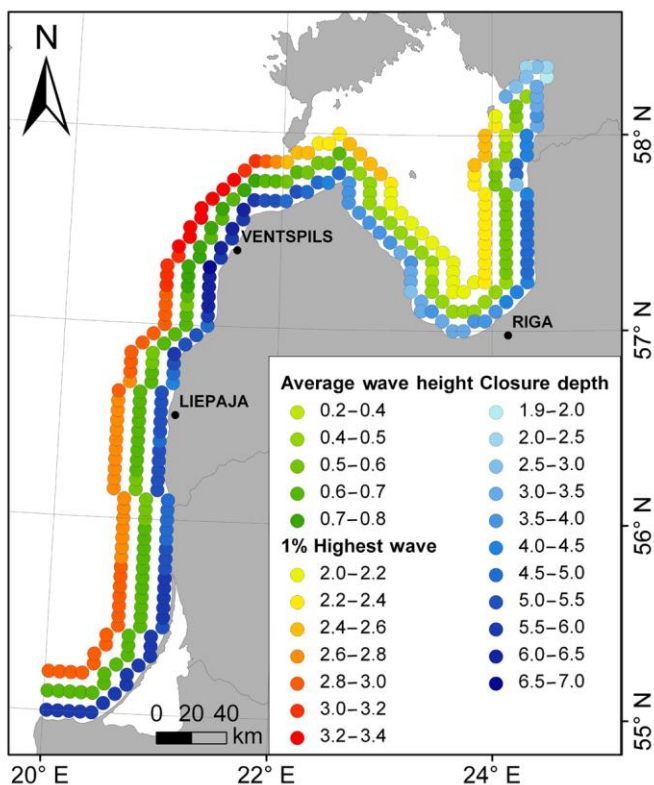 N
58° N
VENTSPILS
57° N
RIGA
LIEPAJA
Average wave height Closure depth
0.2–0.4 1.9–2.0
0.4–0.5 2.0–2.5
0.5–0.6 2.5–3.0
0.6–0.7 3.0–3.5
0.7–0.8 3.5–4.0
1% Highest wave 4.0–4.5
2.0–2.2 4.5–5.0
2.2–2.4 5.0–5.5
2.4–2.6 5.5–6.0
2.6–2.8 6.0–6.5
2.8–3.0 6.5–7.0
3.0–3.2
3.2–3.4
56° N
55° N
0 20 40
km
20° E 22° E 24° E